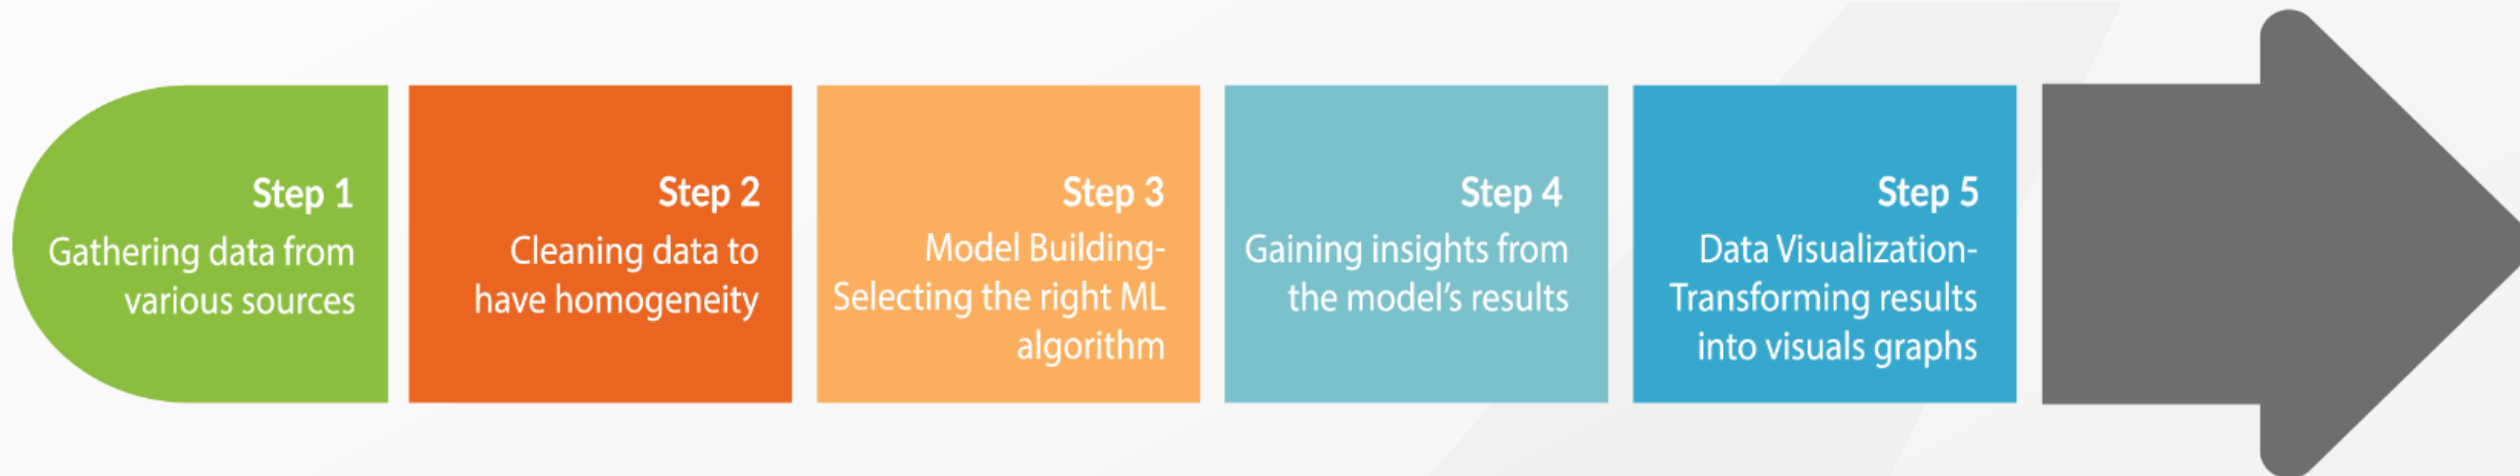 Step 1
Gathering data from
various sources
Step 2
Cleaning data to
have homogeneity
Step 3
Model Building-
Selecting the right ML
algorithm
Step 4
Gaining insights from
the model’s results
Step 5
Data Visualization-
Transforming results
into visuals graphs